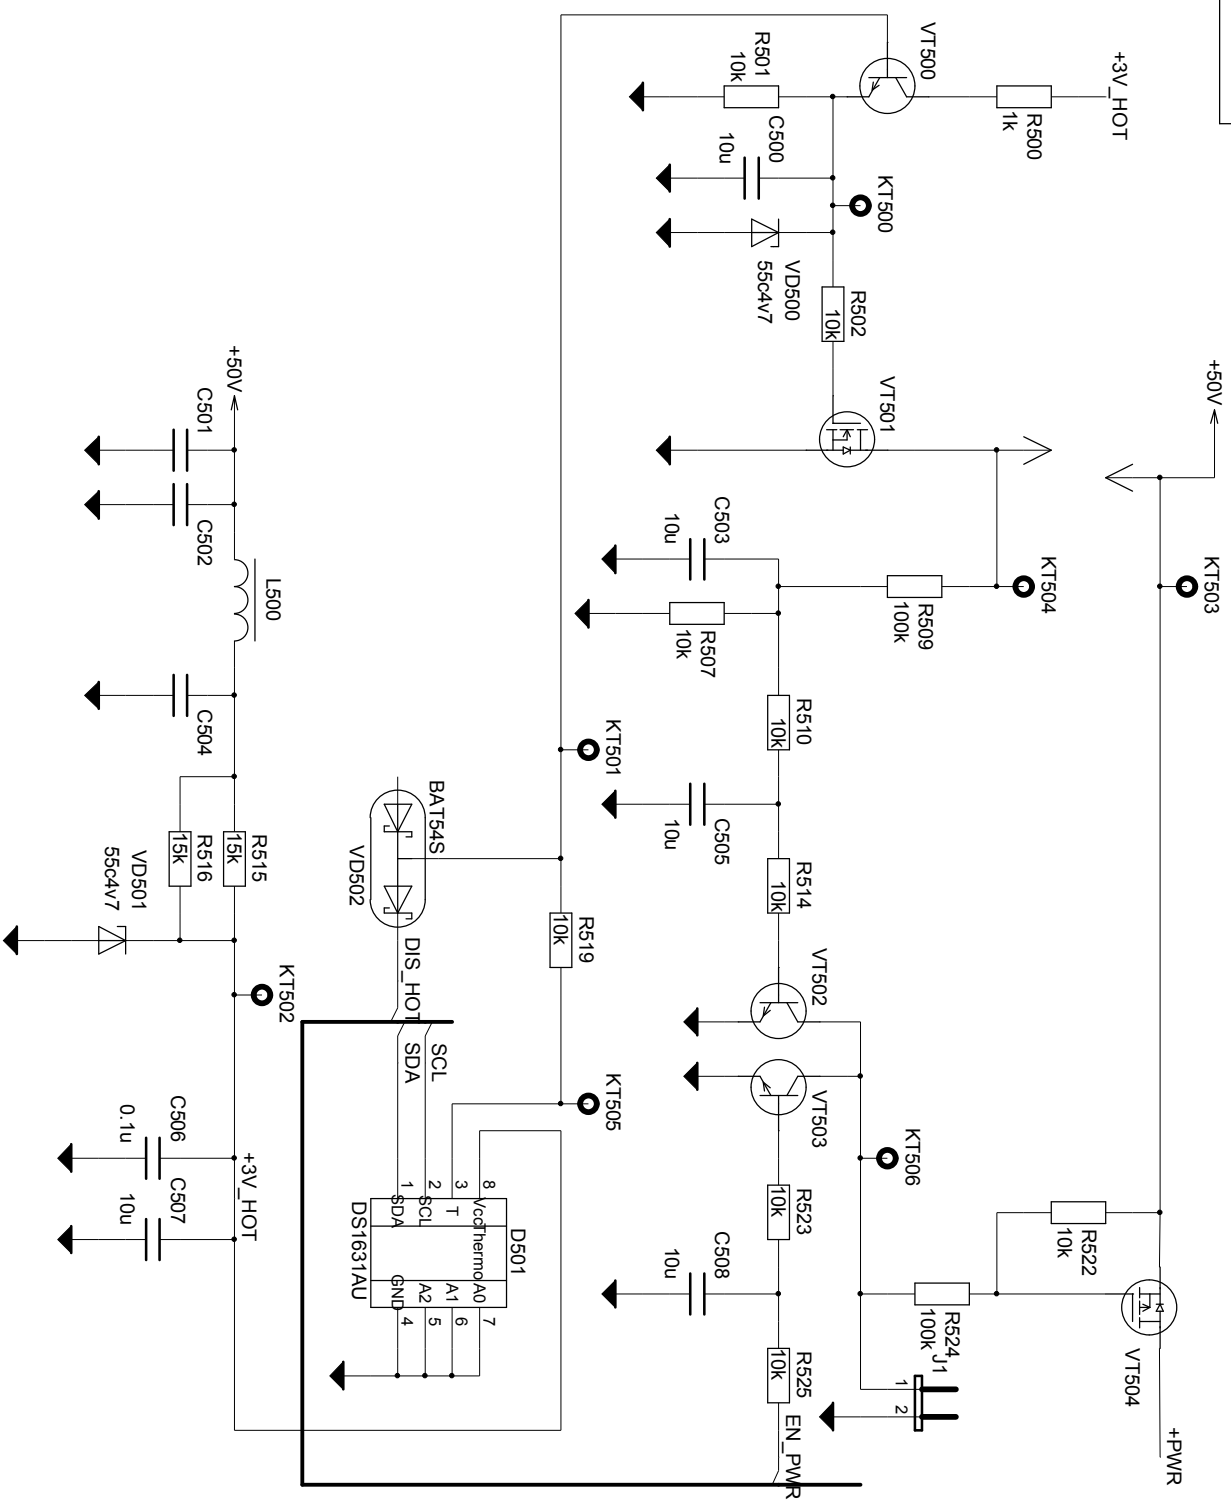 +50V
KT503
R522
10k
VT504
+PWR
+3V_HOT
R500
1k
VT500
KT504
R509
100k
KT506
R524
100k
J1
1
2
R501
10k
C500
10u
KT500
VD500
55c4v7
R502
10k
VT501
C503
10u
R507
10k
R510
10k
C505
10u
R514
10k
VT502
VT503
R523
10k
C508
10u
R525
10k
EN_PWR
KT501
R519
10k
KT505
BAT54S
VD502
DIS_HOT
SCL
SDA
8
3
2
1
Vcc
T
SCL
SDA
Thermo
A0
A1
A2
GND
7
6
5
4
D501
DS1631AU
+50V
C501
C502
L500
C504
R515
15k
R516
15k
VD501
55c4v7
KT502
C506
0.1u
+3V_HOT
C507
10u